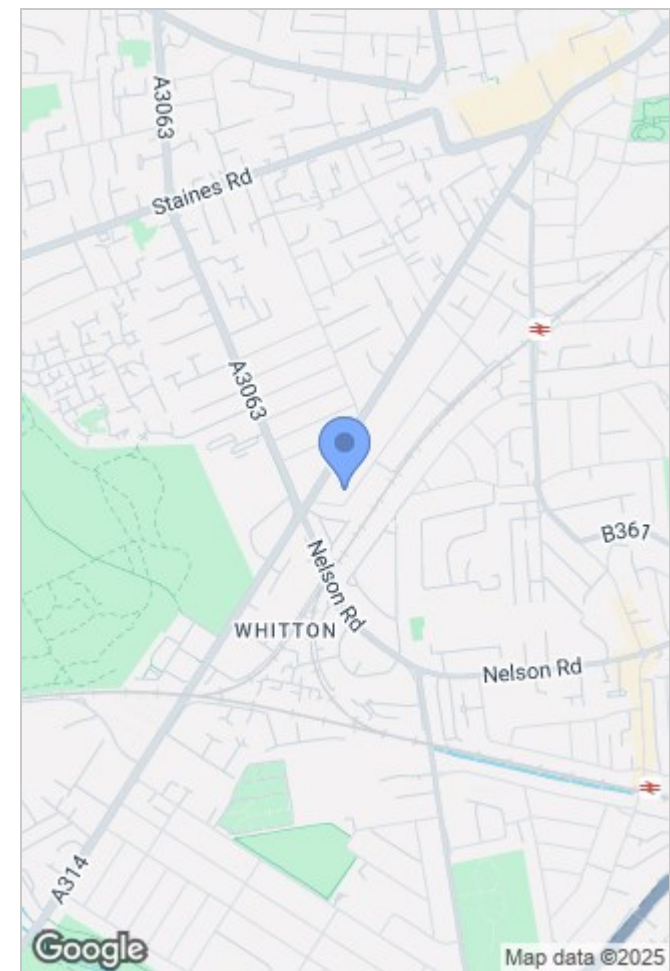 A3063
Staines Rd
A3063
B367
Nelson Rd
WHITTON
Nelson Rd
A314
Google
Map data ©2025